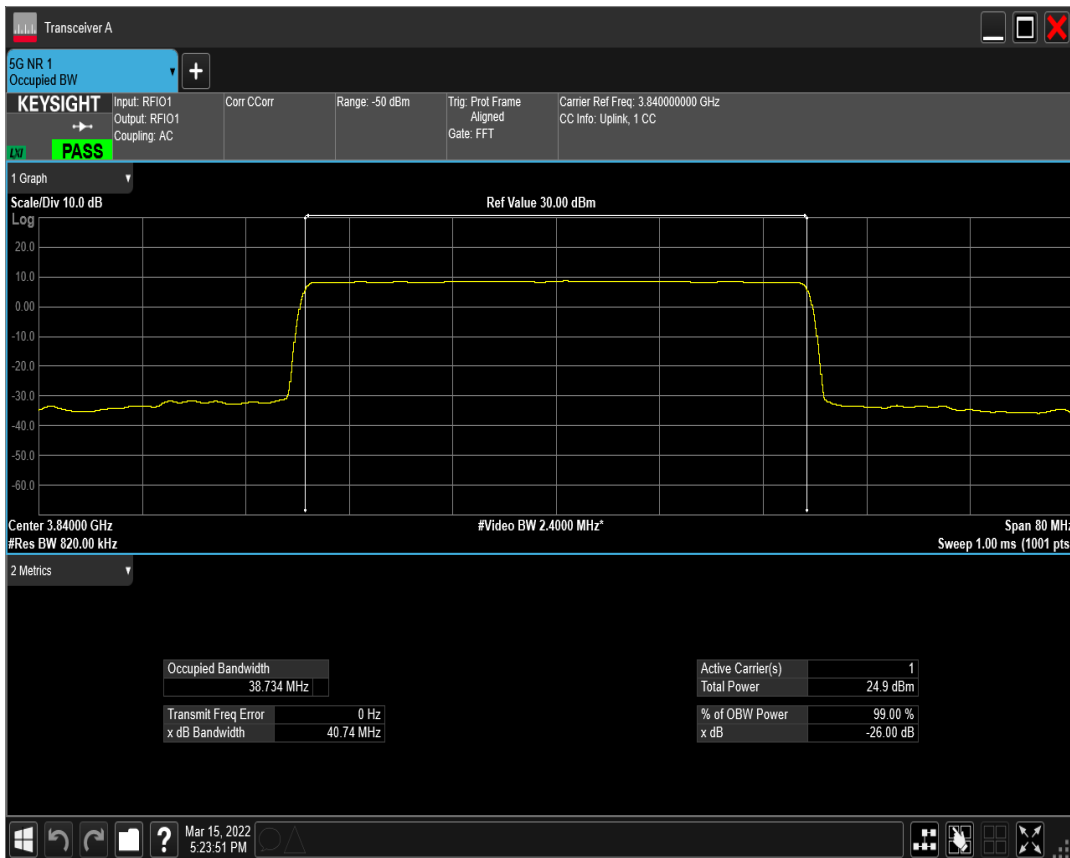 Transceiver A
5G NR 1
Occupied BW
+
KEYSIGHT
LXI
PASS
Input: RFIO1
Output: RFIO1
Coupling: AC
Corr CCorr
Range: -50 dBm
Trig: Prot Frame
Aligned
Gate: FFT
Carrier Ref Freq: 3.840000000 GHz
CC Info: Uplink, 1 CC
1 Graph
Scale/Div 10.0 dB
Ref Value 30.00 dBm
Log
20.0
10.0
0.00
-10.0
-20.0
-30.0
-40.0
-50.0
-60.0
Center 3.84000 GHz
#Video BW 2.4000 MHz*
Span 80 MHz
#Res BW 820.00 kHz
Sweep 1.00 ms (1001 pts
2 Metrics
Occupied Bandwidth
38.734 MHz
Transmit Freq Error 0 Hz
x dB Bandwidth 40.74 MHz
Active Carrier(s) 1
Total Power 24.9 dBm
% of OBW Power 99.00 %
x dB -26.00 dB
?
Mar 15, 2022
5:23:51 PM